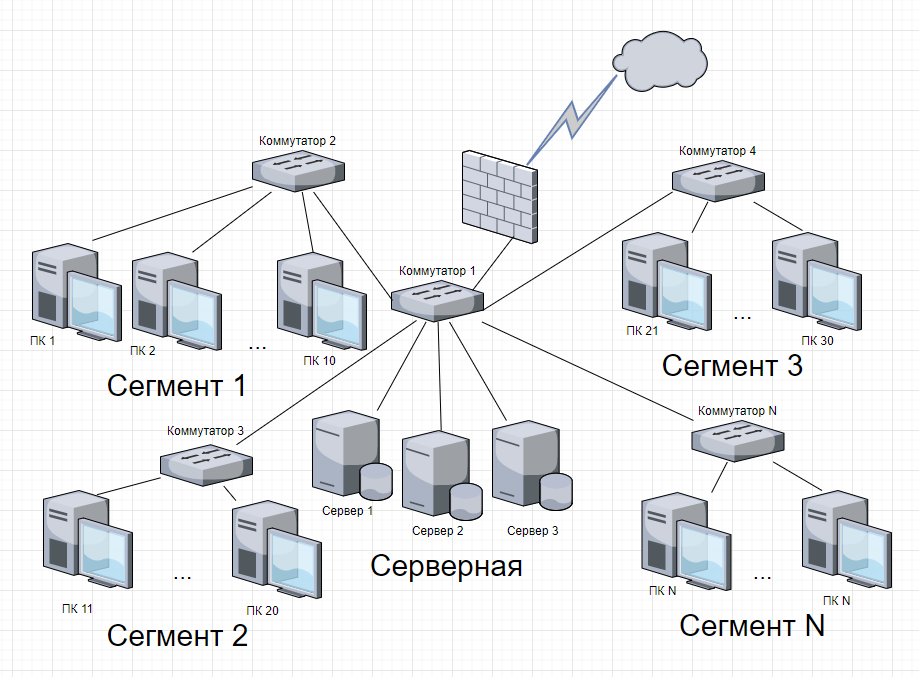 Коммутатор 2
Коммутатор 4
Коммутатор 1
ПК 1
ПК 2
...
ПК 10
Сегмент 1
ПК 21
...
ПК 30
Сегмент 3
Коммутатор 3
Коммутатор N
Сервер 1
Сервер 2
Сервер 3
Серверная
ПК 11
...
ПК 20
Сегмент 2
ПК N
...
ПК N
Сегмент N